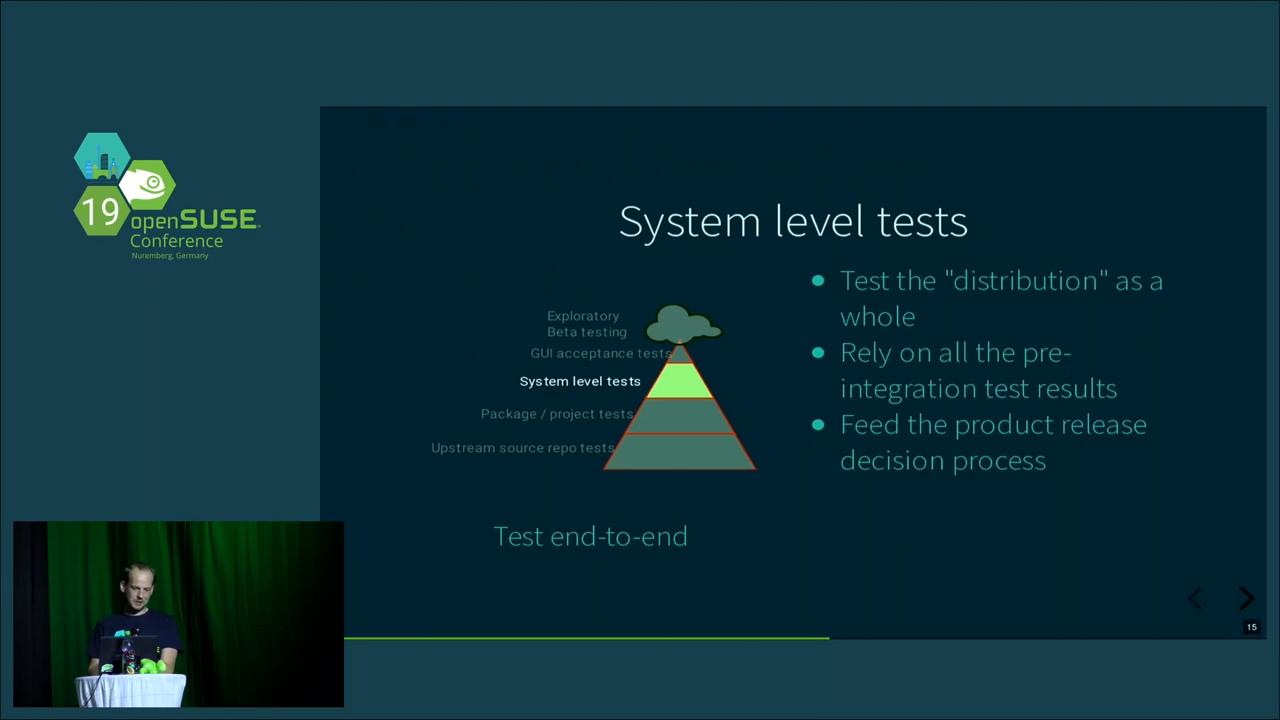 19
openSUSE
Conference
Nuremberg, Germany
System level tests
Exploratory
Beta testing
GUI acceptance tests
System level tests
Package / project tests
Upstream source repo tests
Test end-to-end
● Test the "distribution" as a
whole
● Rely on all the pre-
integration test results
● Feed the product release
decision process
15